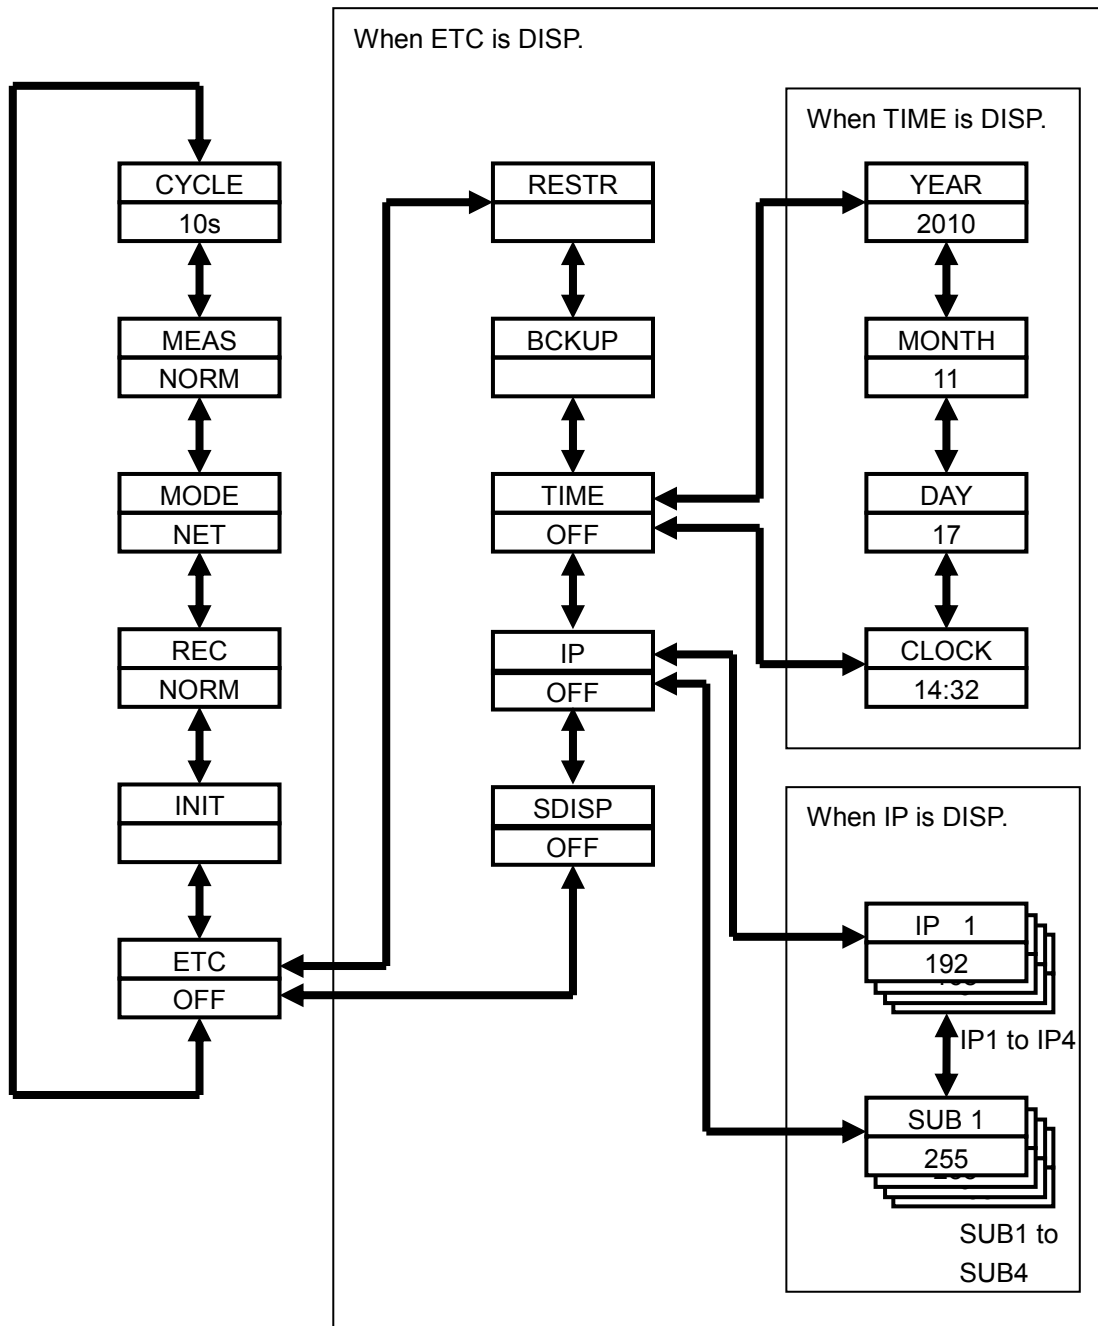 When ETC is DISP.
CYCLE
10s
MEAS
NORM
MODE
NET
REC
NORM
INIT
ETC
OFF
RESTR
BCKUP
TIME
OFF
IP
OFF
SDISP
OFF
When TIME is DISP.
YEAR
2010
MONTH
11
DAY
17
CLOCK
14:32
When IP is DISP.
IP 1
192
IP1 to IP4
SUB 1
255
SUB1 to
SUB4